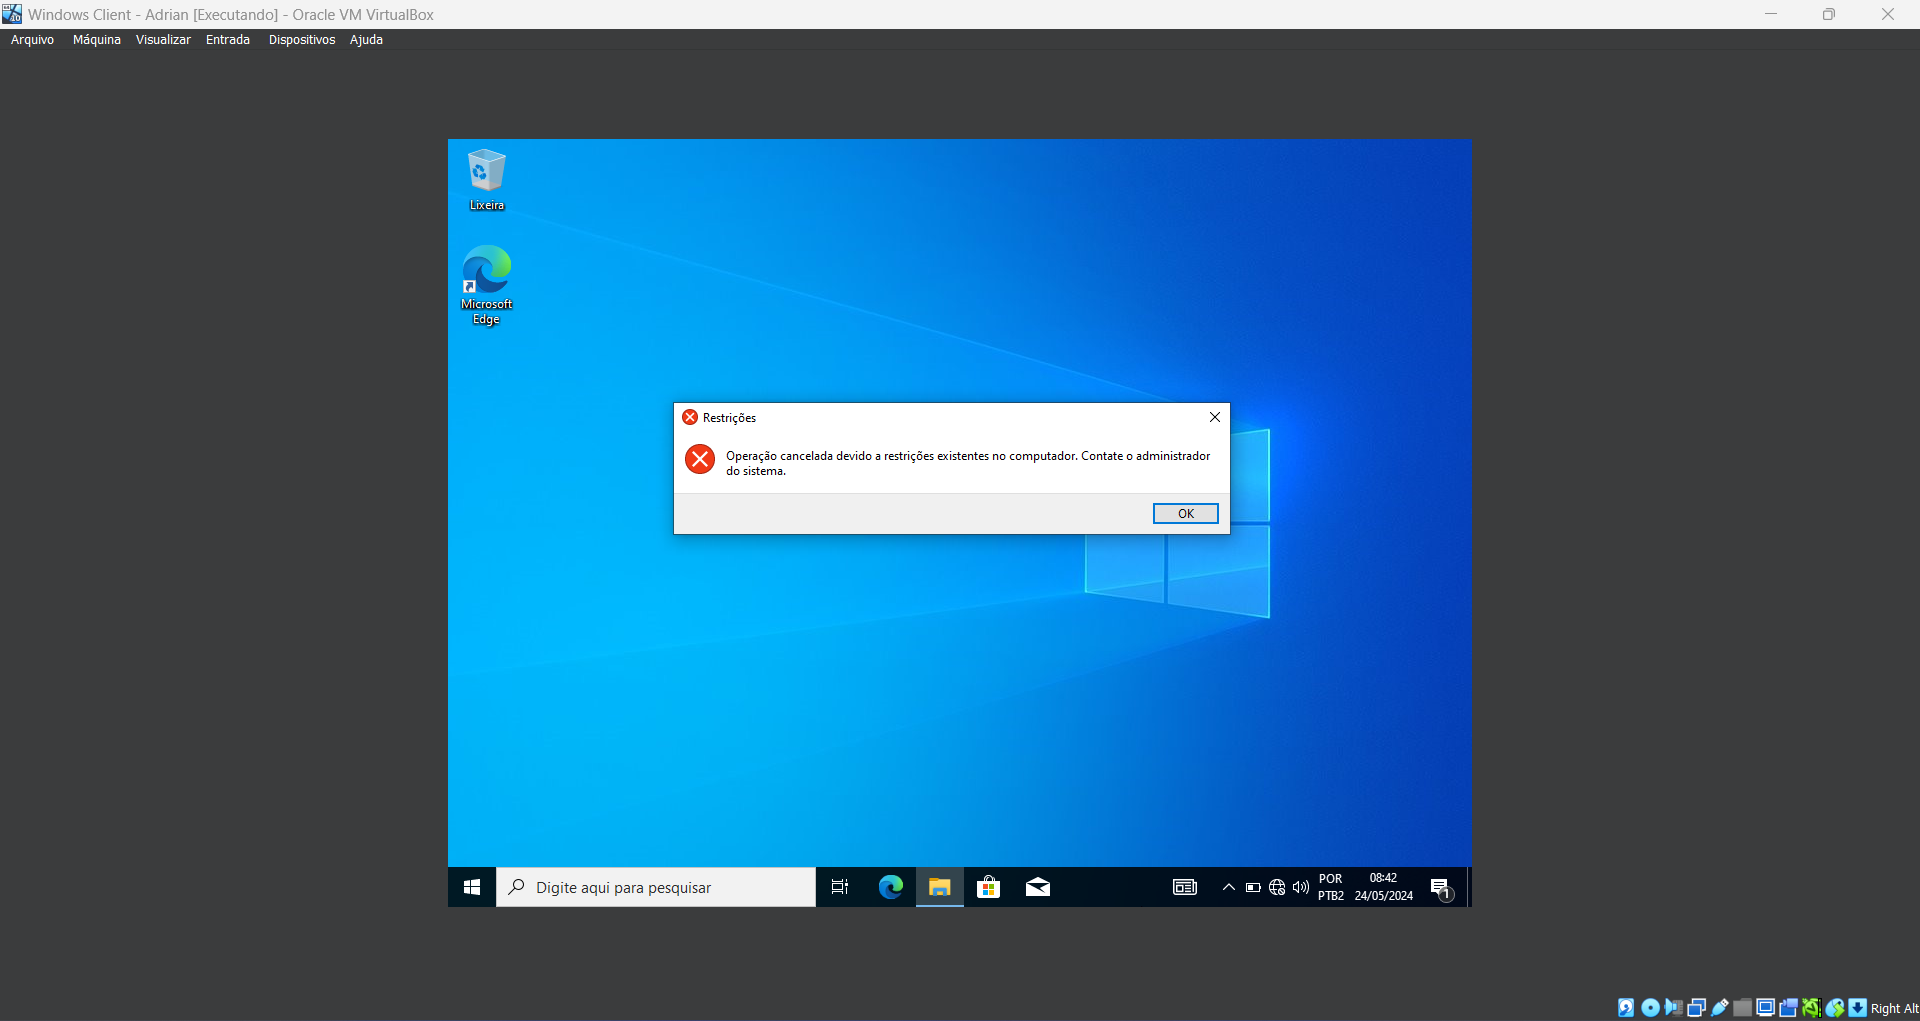 Windows Client - Adrian [Executando] - Oracle VM VirtualBox
Arquivo Máquina Visualizar Entrada Dispositivos Ajuda
Lixeira
Microsoft
Edge
Restrições
Operação cancelada devido a restrições existentes no computador. Contate o administrador
do sistema.
OK
Digite aqui para pesquisar
POR
PTB2
08:42
24/05/2024
1
Right Alt